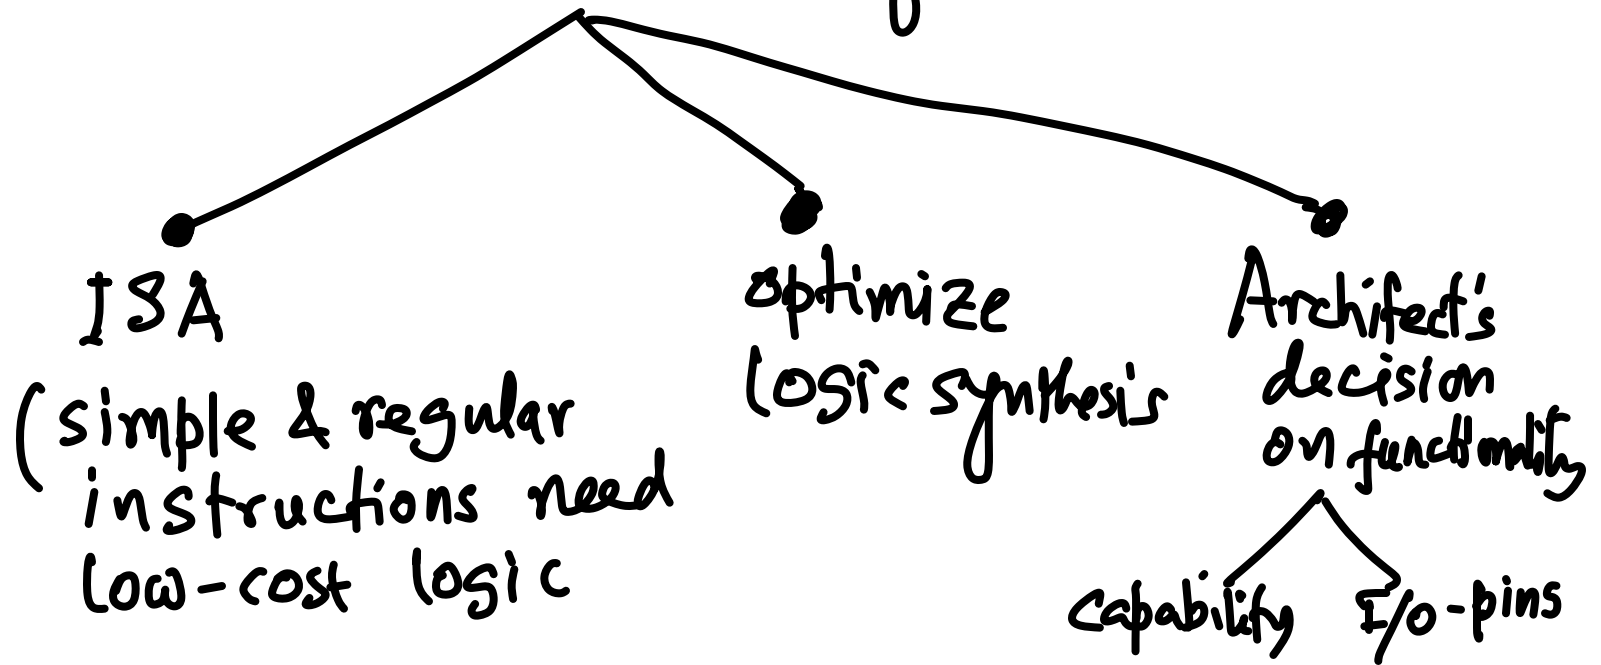 ISA
(simple & regular
instructions need
low-cost logic
optimize
logic synthesis
Architect's
decision
on functionality
capability
I/o-pins